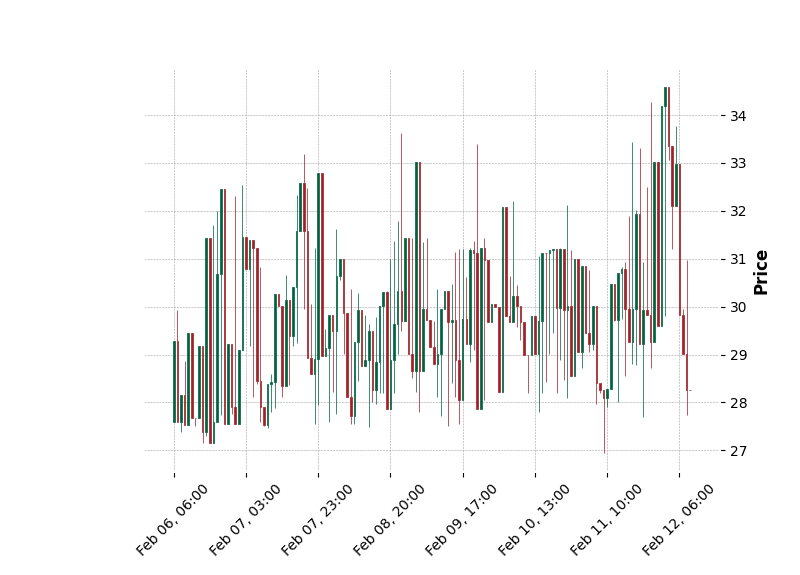 34
33
32
31
30
29
28
27
Price
Feb 06, 06:00
Feb 07, 03:00
Feb 07, 23:00
Feb 08, 20:00
Feb 09, 17:00
Feb 10, 13:00
Feb 11, 10:00
Feb 12, 06:00